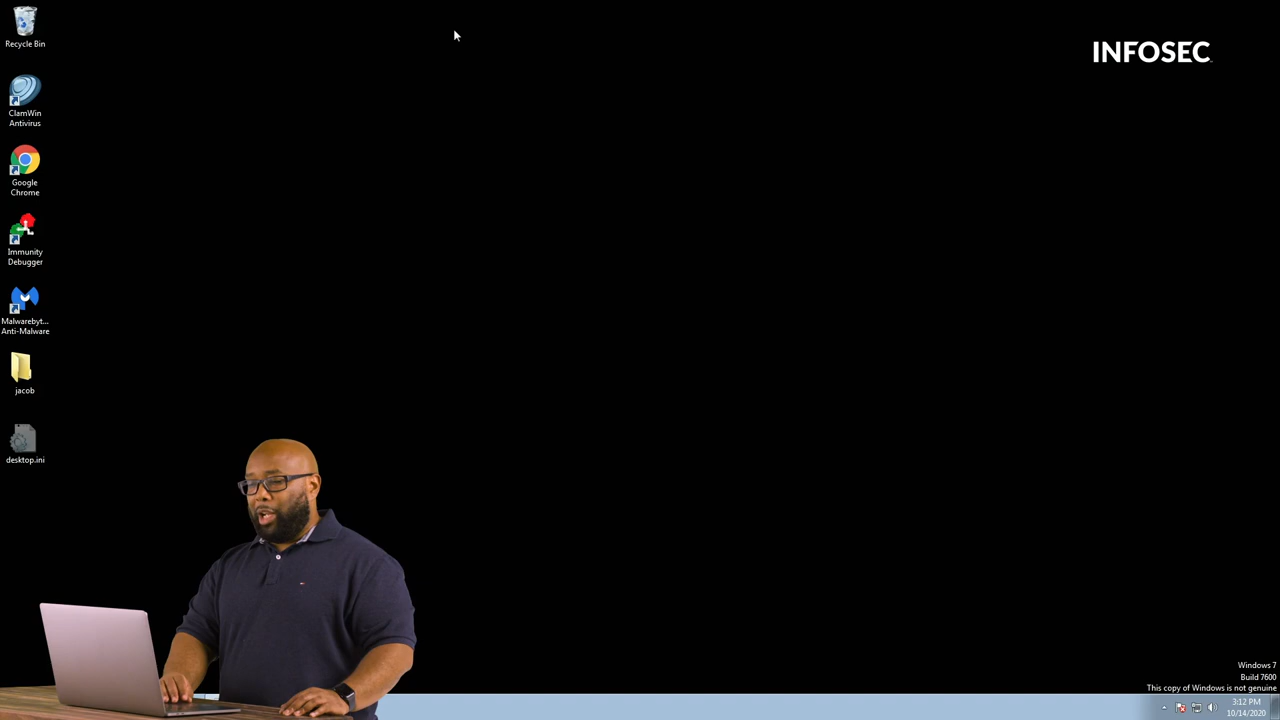 Recycle Bin
INFOSEC
ClamWin
Antivirus
Google
Chrome
Immunity
Debugger
Malwarebyt...
Anti-Malware
jacob
desktop.ini
Windows 7
Build 7600
This copy of Windows is not genuine
3:12 PM
10/14/2020